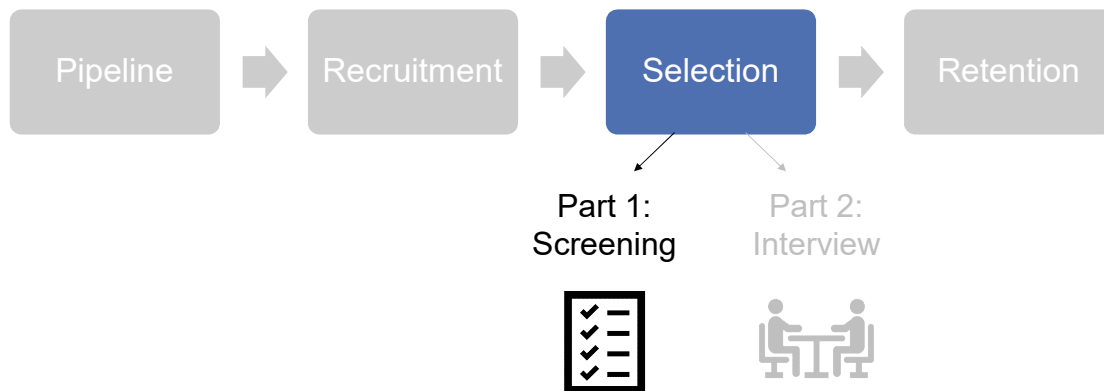 Pipeline
Recruitment
Selection
Retention
Part 1:
Screening
Part 2:
Interview